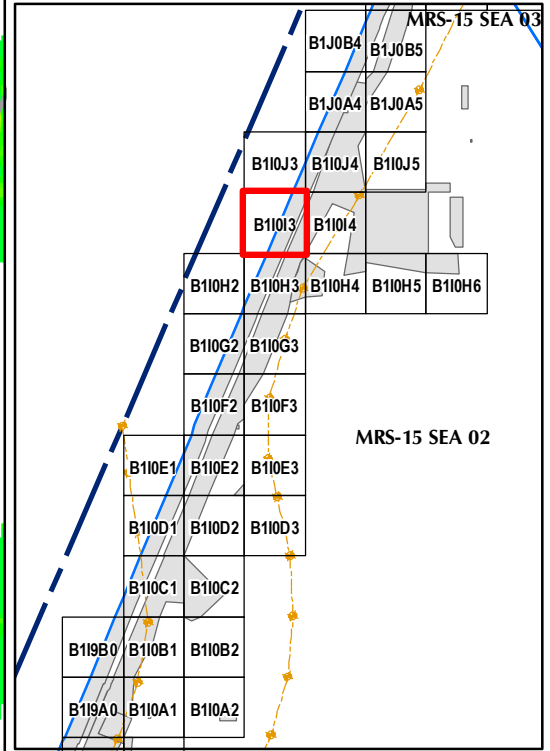 MRS-15 SEA 03
B1J0B4 B1J0B5
B1J0A4 B1J0A5
B1I0J3 B1I0J4 B1I0J5
B1I0I3 B1I0I4
B1I0H2 B1I0H3 B1I0H4 B1I0H5 B1I0H6
B1I0G2 B1I0G3
B1I0F2 B1I0F3
MRS-15 SEA 02
B1I0E1 B1I0E2 B1I0E3
B1I0D1 B1I0D2 B1I0D3
B1I0C1 B1I0C2
B1I9B0 B1I0B1 B1I0B2
B1I9A0 B1I0A1 B1I0A2